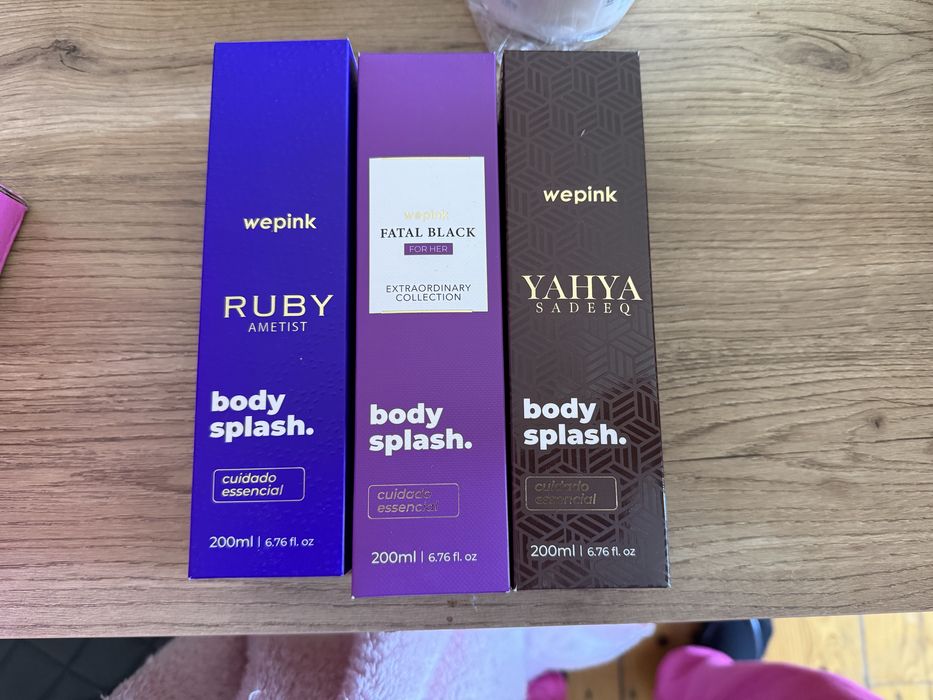 wepink
RUBY
AMETIST
body
splash.
cuidado
essencial
200ml | 6.76 fl. oz
wepink
FATAL BLACK
FOR HER
EXTRAORDINARY
COLLECTION
body
splash.
cuidado
essencial
200ml | 6.76 fl. oz
wepink
YAHYA
SADEEQ
body
splash.
cuidado
essencial
200ml | 6.76 fl. oz